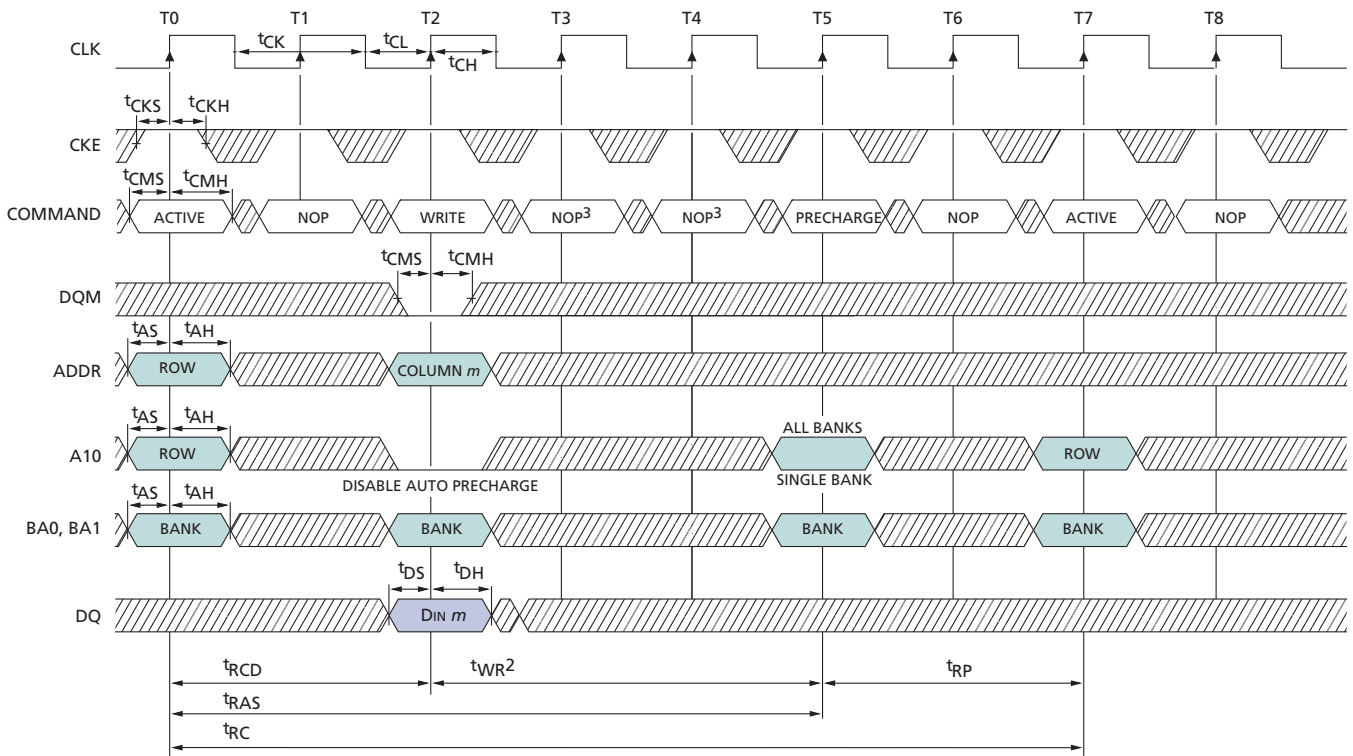 T0 T1 T2 T3 T4 T5 T6 T7 T8
CLK tCK tCL tCH
tCKS tCKH
CKE
tCMS tCMH
COMMAND ACTIVE NOP WRITE NOP3 NOP3 PRECHARGE NOP ACTIVE NOP
tCMS tCMH
DQM
tAS tAH
ADDR ROW COLUMN m
tAS tAH ALL BANKS
A10 ROW ROW
DISABLE AUTO PRECHARGE SINGLE BANK
tAS tAH
BA0, BA1 BANK BANK BANK BANK
tDS tDH
DQ DIN m
tRCD tWR2 tRP
tRAS
tRC